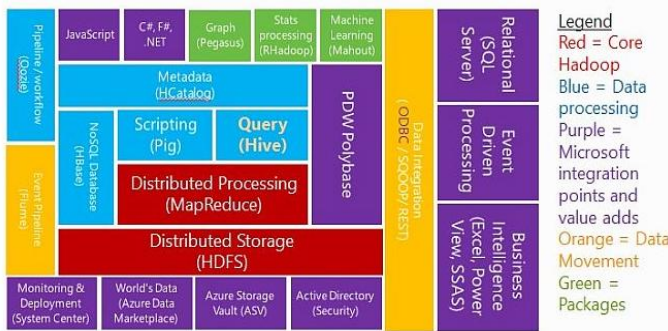 Pipeline / workflow
(Oozie)
JavaScript
C#, F#,
.NET
Graph
(Pegasus)
Stats
processing
(RHadoop)
Machine
Learning
(Mahout)
Metadata
(HCatalog)
NoSQL Database
(HBase)
Scripting
(Pig)
Query
(Hive)
PDW Polybase
Distributed Processing
(MapReduce)
Event Pipeline
(Flume)
Distributed Storage
(HDFS)
Monitoring &
Deployment
(System Center)
World's Data
(Azure Data
Marketplace)
Azure Storage
Vault (ASV)
Active Directory
(Security)
Data Integration
( ODBC / SQOOP/ REST)
Relational
(SQL
Server)
Event
Driven
Processing
Business
Intelligence
(Excel, Power
View, SSAS)
Legend
Red = Core
Hadoop
Blue = Data
processing
Purple =
Microsoft
integration
points and
value adds
Orange = Data
Movement
Green =
Packages